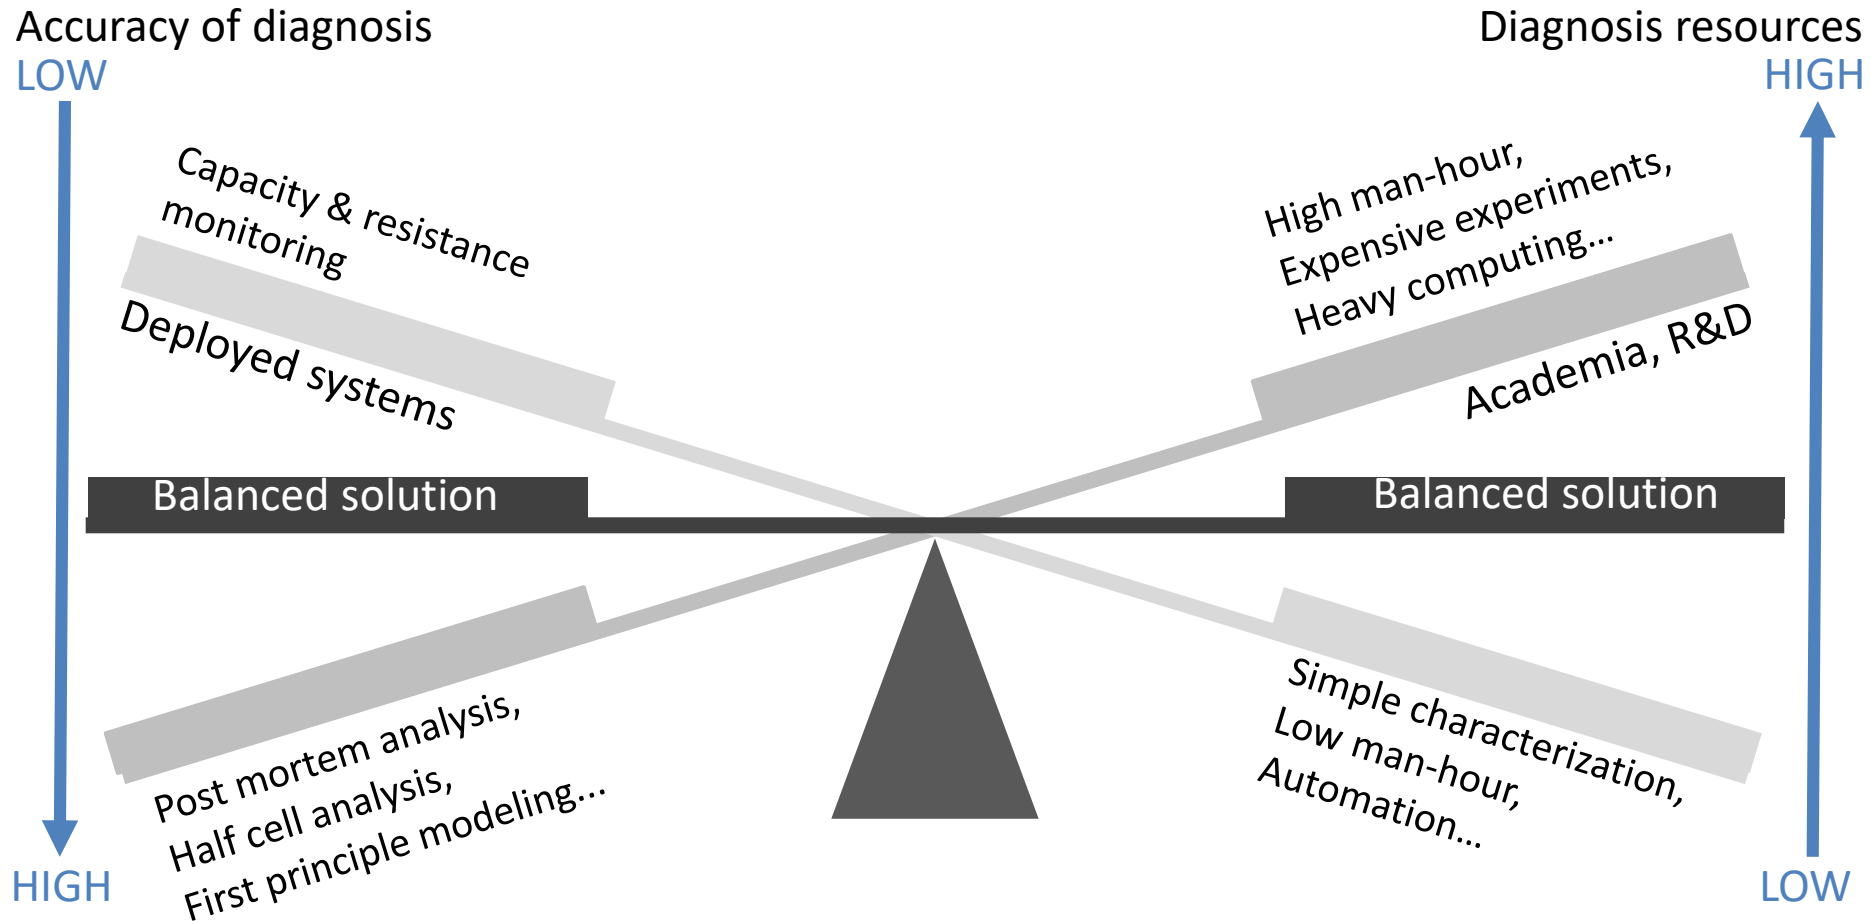 Accuracy of diagnosis
LOW
Diagnosis resources
HIGH
Capacity & resistance
monitoring
Deployed systems
High man-hour,
Expensive experiments,
Heavy computing...
Academia, R&D
Balanced solution
Balanced solution
Post mortem analysis,
Half cell analysis,
First principle modeling...
Simple characterization,
Low man-hour,
Automation...
HIGH
LOW